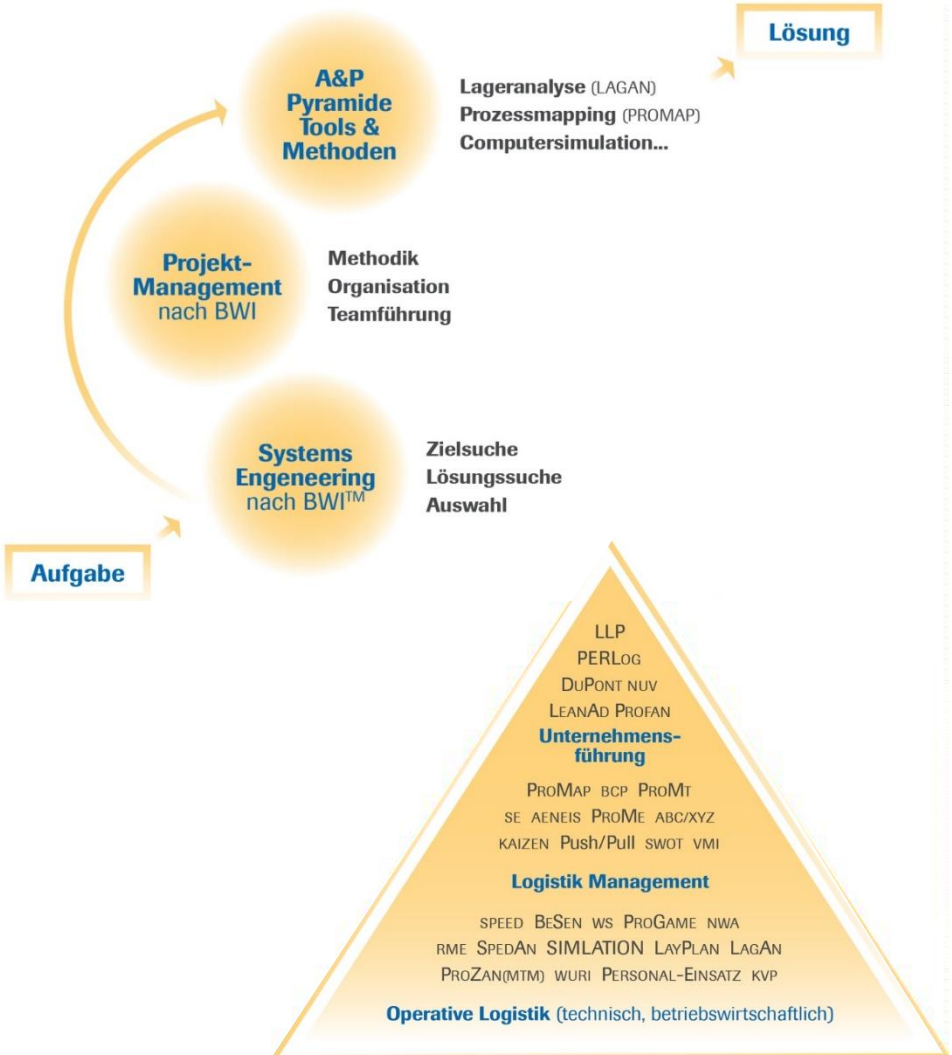 Lösung
A&P
Pyramide
Tools &
Methoden
Lageranalyse (LAGAN)
Prozessmapping (PROMAP)
Computersimulation...
Projekt-
Management
nach BWI
Methodik
Organisation
Teamführung
Systems
Engeneering
nach BWI™
Zielsuche
Lösungssuche
Auswahl
Aufgabe
LLP
PERLOG
DUPONT NUV
LEANAD PROFAN
Unternehmens-
führung
PROMAP BCP PROMT
SE AENEIS PROME ABC/XYZ
KAIZEN Push/Pull SWOT VMI
Logistik Management
SPEED BESEN WS PROGAME NWA
RME SPEDAN SIMLATION LAYPLAN LAGAN
PROZAN(MTM) WURI PERSONAL-EINSATZ KVP
Operative Logistik (technisch, betriebswirtschaftlich)